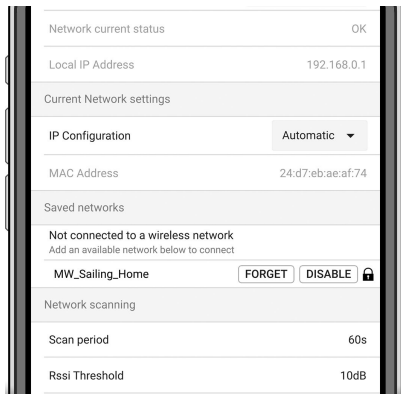 Network current status OK
Local IP Address 192.168.0.1
Current Network settings
IP Configuration Automatic
MAC Address 24:d7:eb:ae:af:74
Saved networks
Not connected to a wireless network
Add an available network below to connect
MW_Sailing_Home FORGET DISABLE
Network scanning
Scan period 60s
Rssi Threshold 10dB